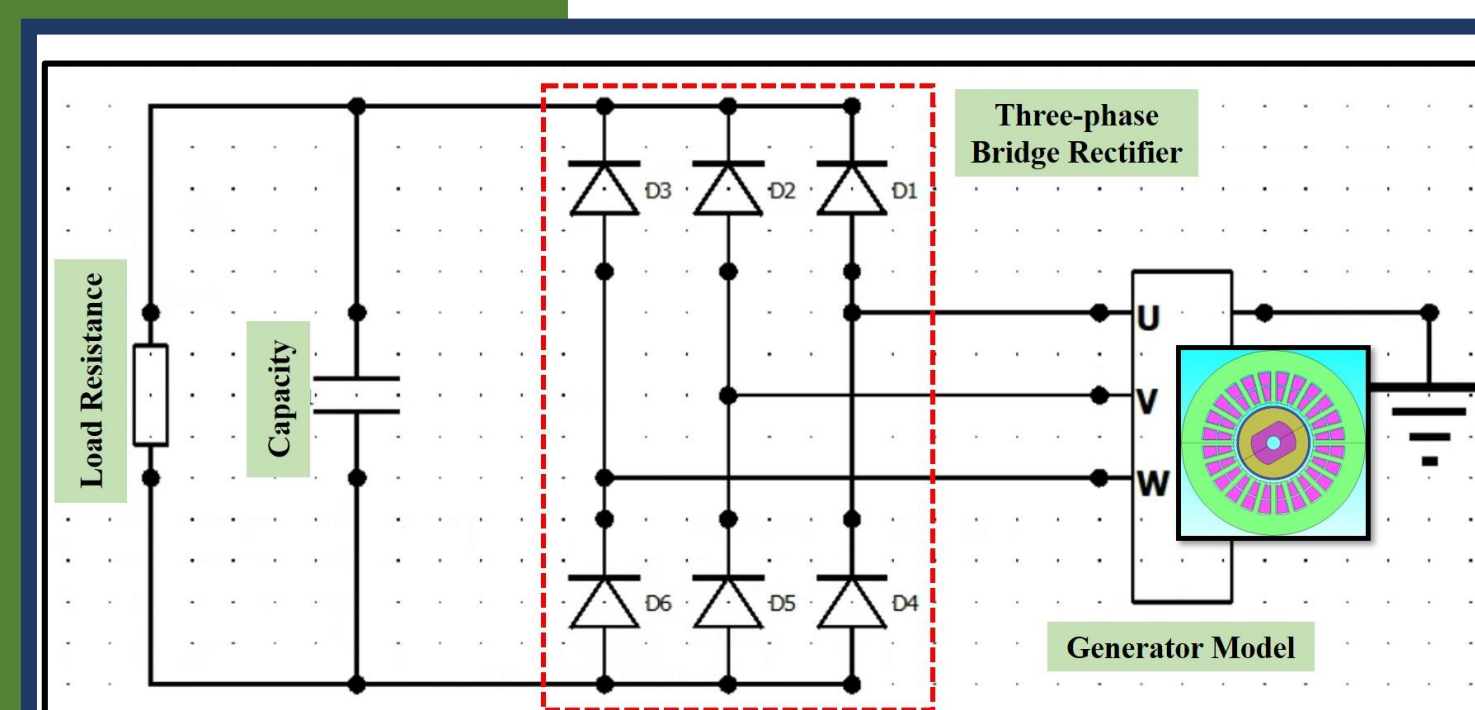 Three-phase
Bridge Rectifier
D3
D2
D1
Load Resistance
Capacity
U
V
W
D6
D5
D4
Generator Model